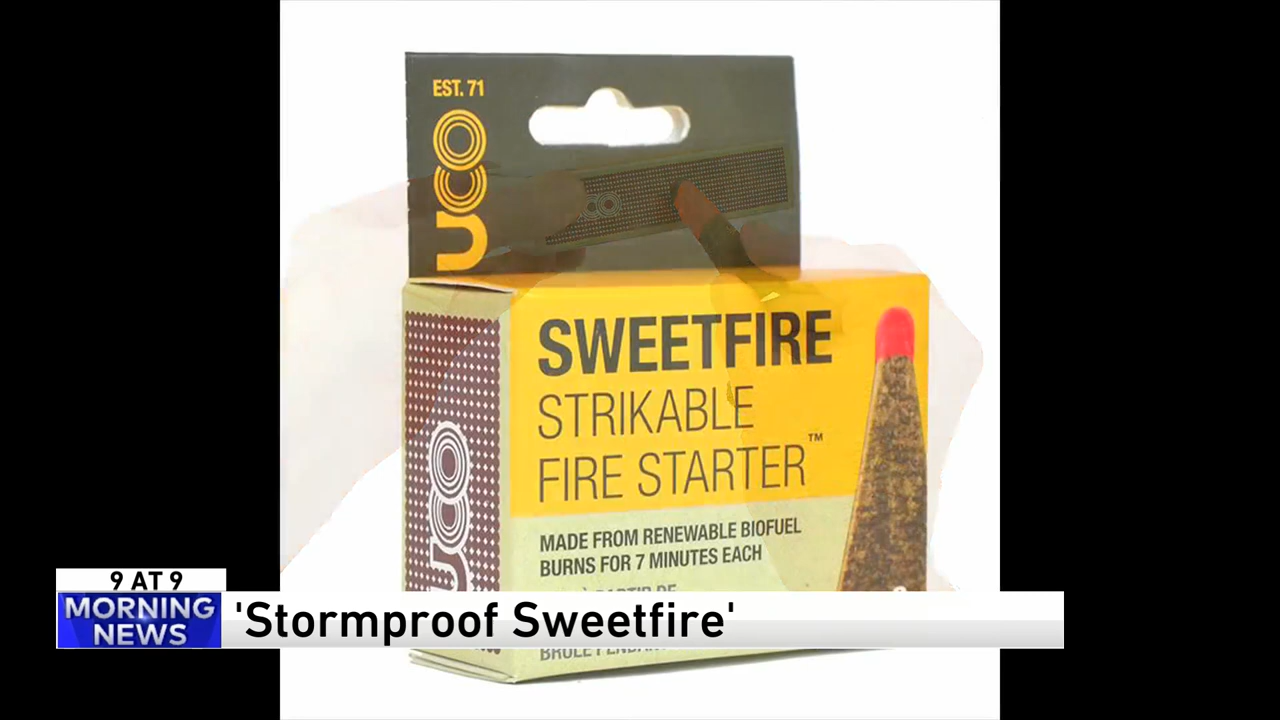 EST. 71
UCO
SWEETFIRE
STRIKABLE
FIRE STARTER™
MADE FROM RENEWABLE BIOFUEL
BURNS FOR 7 MINUTES EACH
UCO
9 AT 9
MORNING
NEWS
'Stormproof Sweetfire'